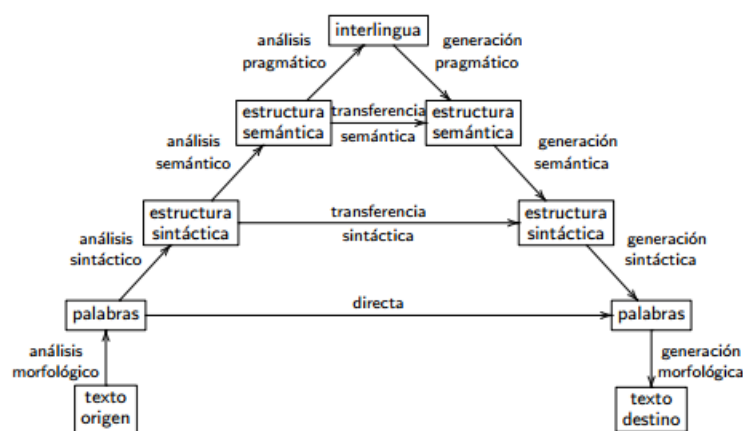 interlingua
análisis
pragmático
generación
pragmático
estructura
semántica
transferencia
semántica
estructura
semántica
análisis
semántico
generación
semántica
estructura
sintáctica
transferencia
sintáctica
estructura
sintáctica
análisis
sintáctico
generación
sintáctica
palabras
directa
palabras
análisis
morfológico
generación
morfológica
texto
origen
texto
destino